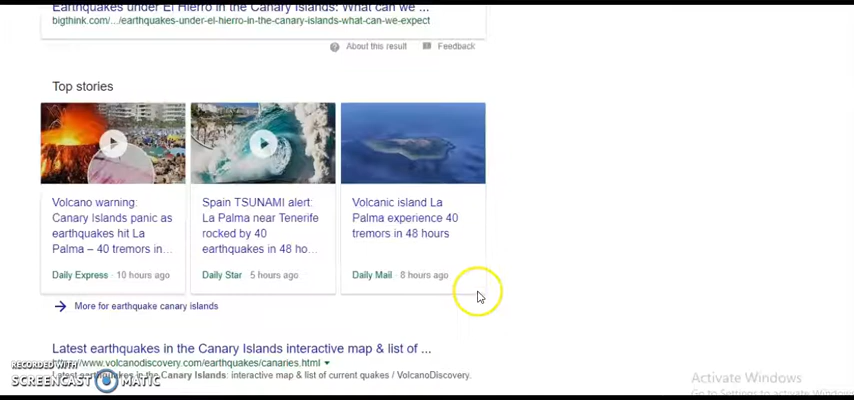 Earthquakes under El Hierro in the Canary Islands: What can we ...
bigthink.com/.../earthquakes-under-el-hierro-in-the-canary-islands-what-can-we-expect
About this result Feedback
Top stories
Volcano warning:
Canary Islands panic as
earthquakes hit La
Palma – 40 tremors in...
Daily Express · 10 hours ago
Spain TSUNAMI alert:
La Palma near Tenerife
rocked by 40
earthquakes in 48 ho...
Daily Star · 5 hours ago
Volcanic island La
Palma experience 40
tremors in 48 hours
Daily Mail · 8 hours ago
More for earthquake canary islands
Latest earthquakes in the Canary Islands interactive map & list of ...
https://www.volcanodiscovery.com/earthquakes/canaries.html
Latest earthquakes in the Canary Islands: interactive map & list of current quakes / VolcanoDiscovery.
RECORDED WITH
SCREENCAST MATIC
Activate Windows
Go to Settings to activate Windows